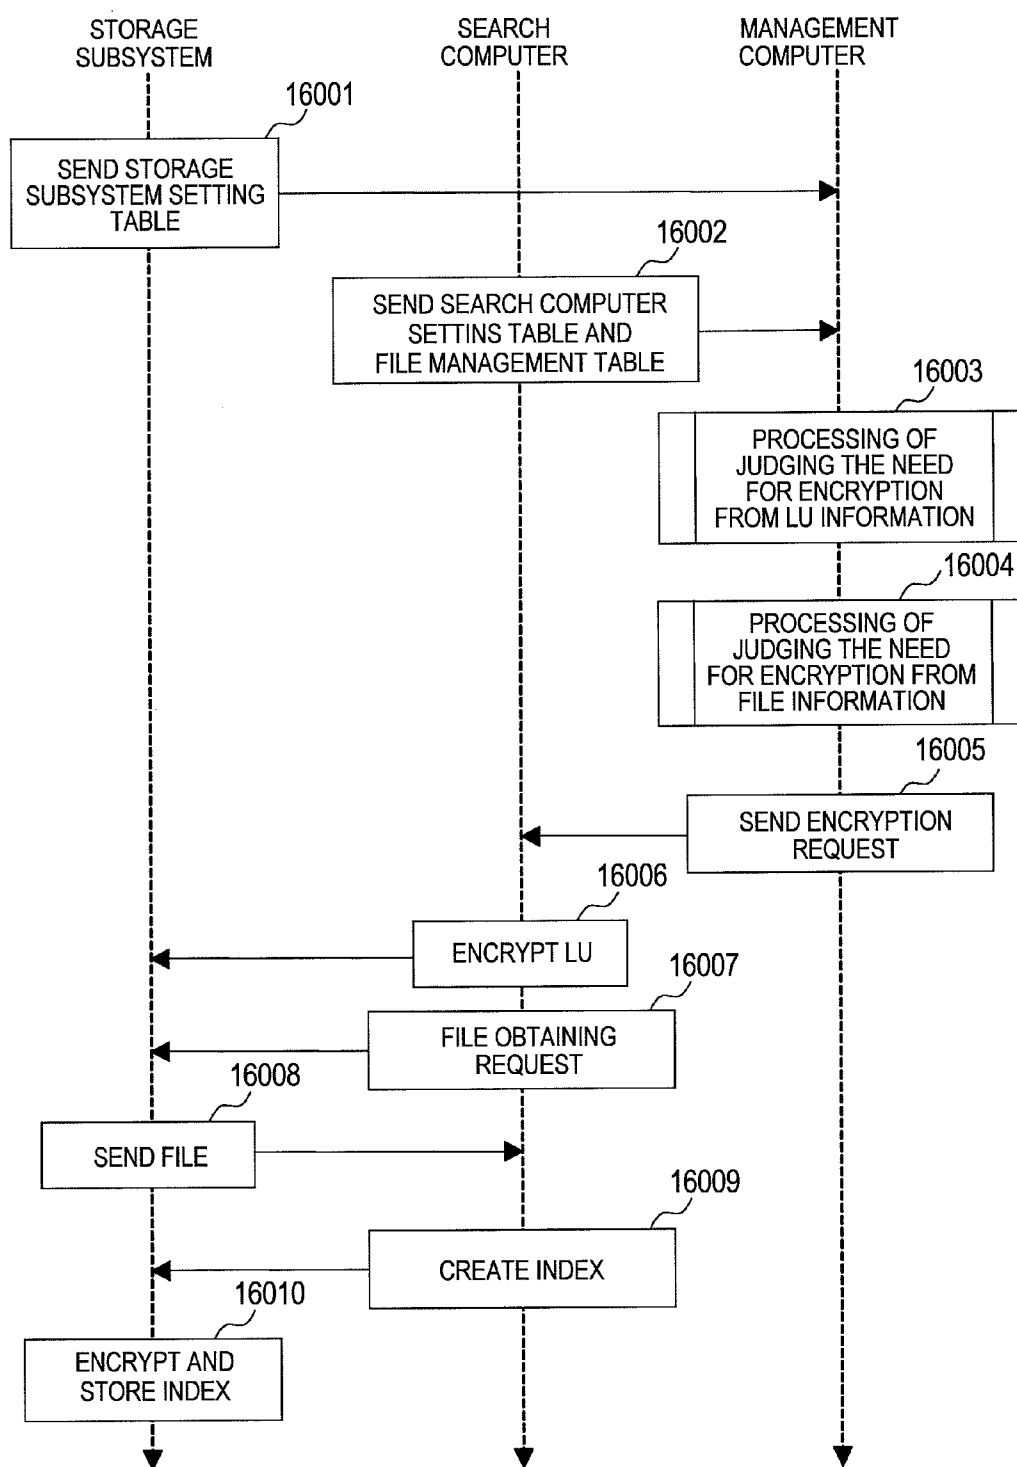 STORAGE
SUBSYSTEM
SEARCH
COMPUTER
MANAGEMENT
COMPUTER
16001
SEND STORAGE
SUBSYSTEM SETTING
TABLE
16002
SEND SEARCH COMPUTER
SETTINS TABLE AND
FILE MANAGEMENT TABLE
16003
PROCESSING OF
JUDGING THE NEED
FOR ENCRYPTION
FROM LU INFORMATION
16004
PROCESSING OF
JUDGING THE NEED
FOR ENCRYPTION FROM
FILE INFORMATION
16005
SEND ENCRYPTION
REQUEST
16006
ENCRYPT LU
16007
FILE OBTAINING
REQUEST
16008
SEND FILE
16009
CREATE INDEX
16010
ENCRYPT AND
STORE INDEX